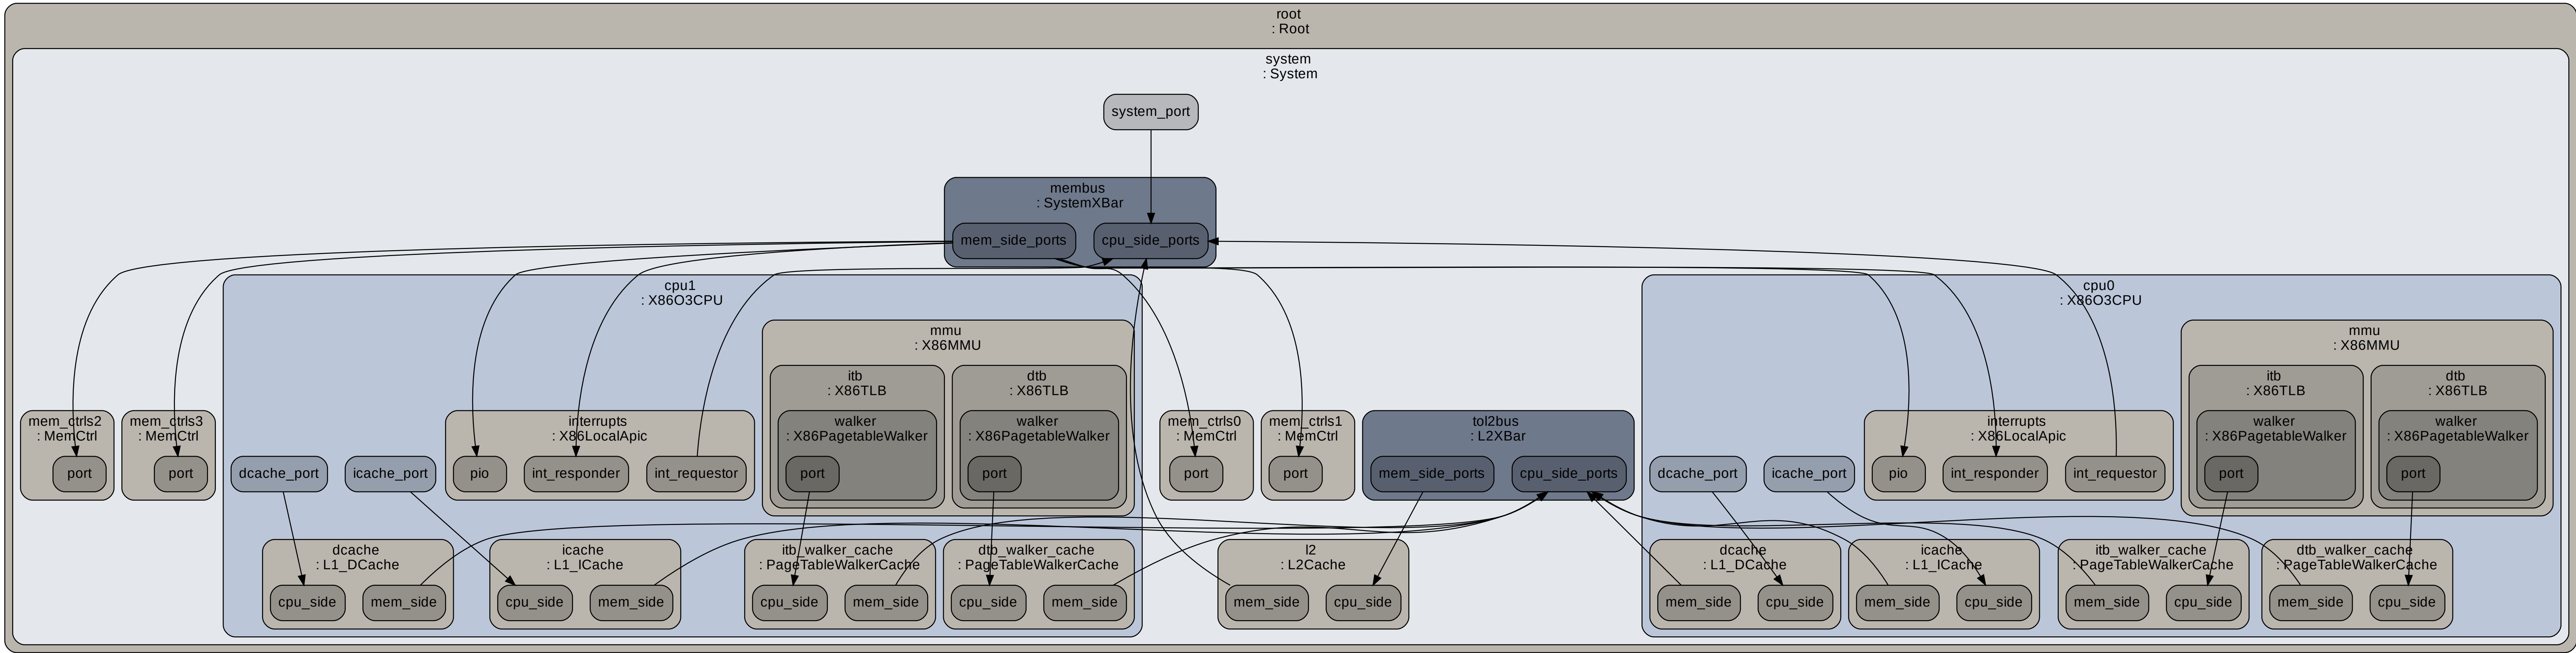 root
: Root
system
: System
system_port
membus
: SystemXBar
mem_side_ports
cpu_side_ports
cpu1
: X86O3CPU
cpu0
: X86O3CPU
mmu
: X86MMU
mmu
: X86MMU
itb
: X86TLB
dtb
: X86TLB
itb
: X86TLB
dtb
: X86TLB
mem_ctrls2
: MemCtrl
port
mem_ctrls3
: MemCtrl
port
dcache_port
icache_port
interrupts
: X86LocalApic
pio
int_responder
int_requestor
walker
: X86PagetableWalker
port
walker
: X86PagetableWalker
port
mem_ctrls0
: MemCtrl
port
mem_ctrls1
: MemCtrl
port
tol2bus
: L2XBar
mem_side_ports
cpu_side_ports
dcache_port
icache_port
interrupts
: X86LocalApic
pio
int_responder
int_requestor
walker
: X86PagetableWalker
port
walker
: X86PagetableWalker
port
dcache
: L1_DCache
cpu_side
mem_side
icache
: L1_ICache
cpu_side
mem_side
itb_walker_cache
: PageTableWalkerCache
cpu_side
mem_side
dtb_walker_cache
: PageTableWalkerCache
cpu_side
mem_side
l2
: L2Cache
mem_side
cpu_side
dcache
: L1_DCache
mem_side
cpu_side
icache
: L1_ICache
mem_side
cpu_side
itb_walker_cache
: PageTableWalkerCache
mem_side
cpu_side
dtb_walker_cache
: PageTableWalkerCache
mem_side
cpu_side